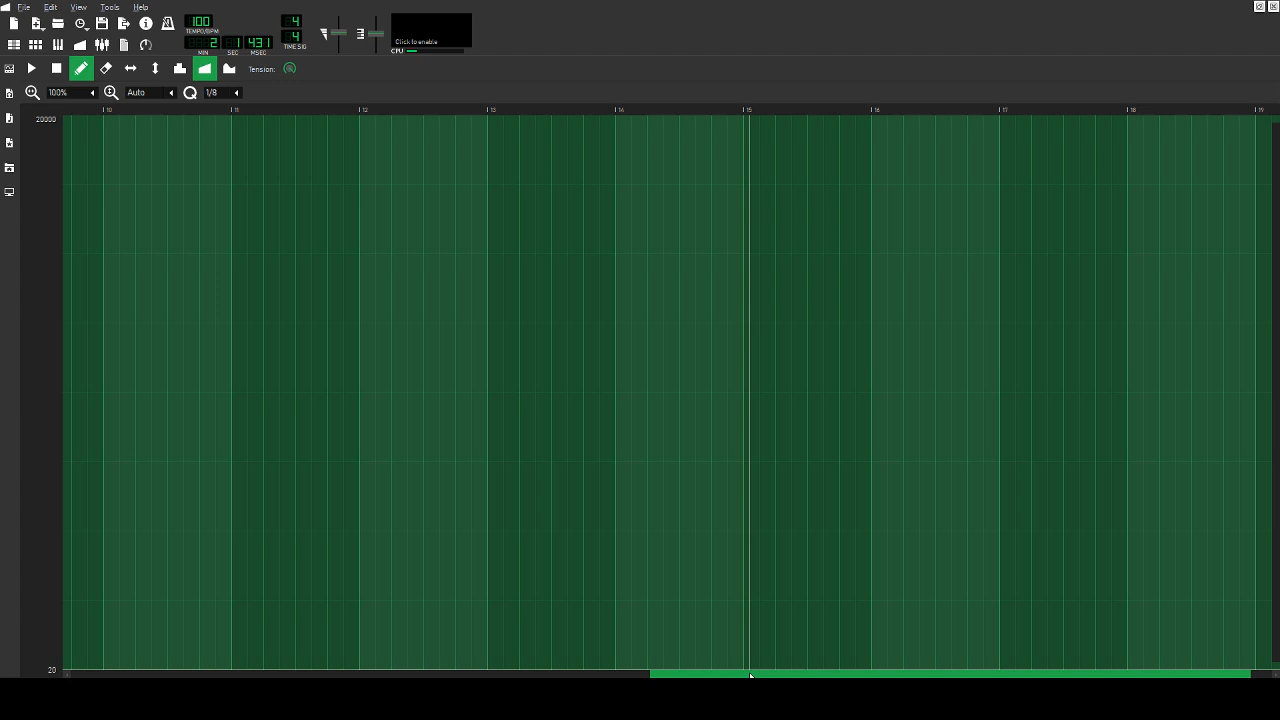 File Edit View Tools Help
100
TEMPO/BPM
2 1 431
MIN SEC MSEC
4
4
TIME SIG
Click to enable
CPU
Tension:
100% Auto Q 1/8
10 11 12 13 14 15 16 17 18 19
20000
20